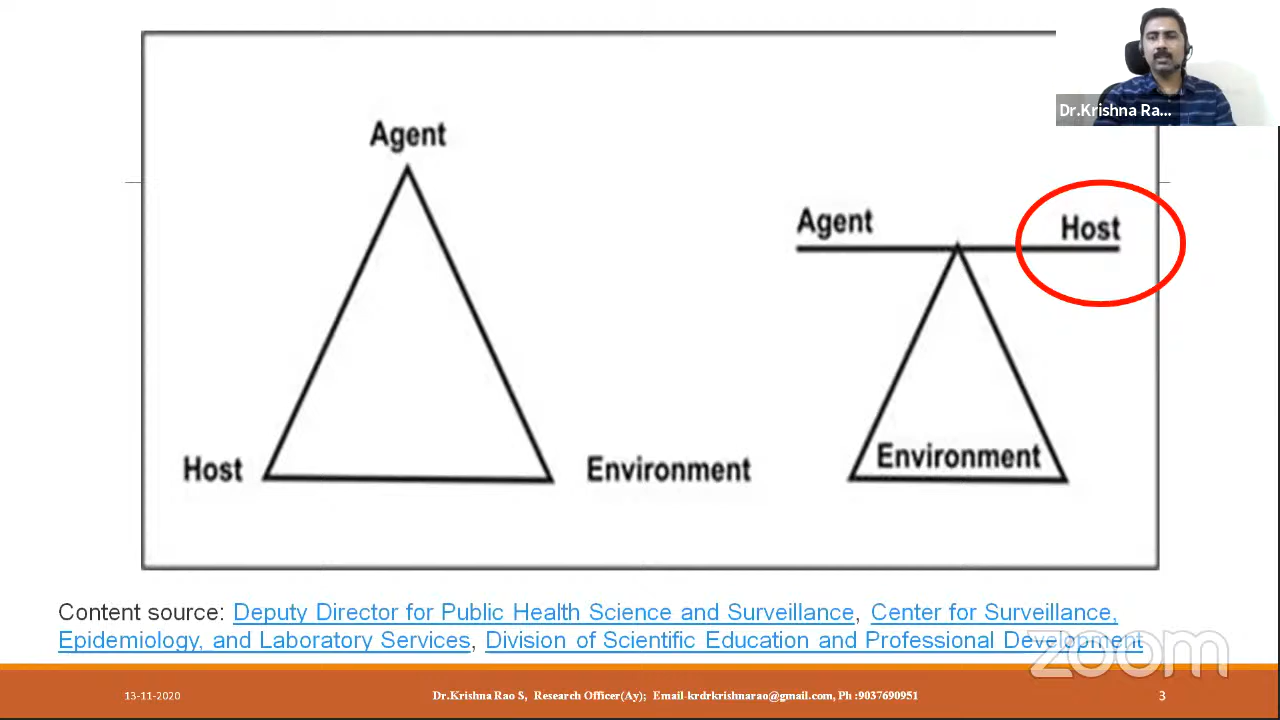 Dr.Krishna Ra...
Agent
Agent
Host
Host
Environment
Environment
Content source: Deputy Director for Public Health Science and Surveillance, Center for Surveillance,
Epidemiology, and Laboratory Services, Division of Scientific Education and Professional Development
zoom
13-11-2020
Dr.Krishna Rao S, Research Officer(Ay); Email-krdrkrishnarao@gmail.com, Ph :9037690951
3